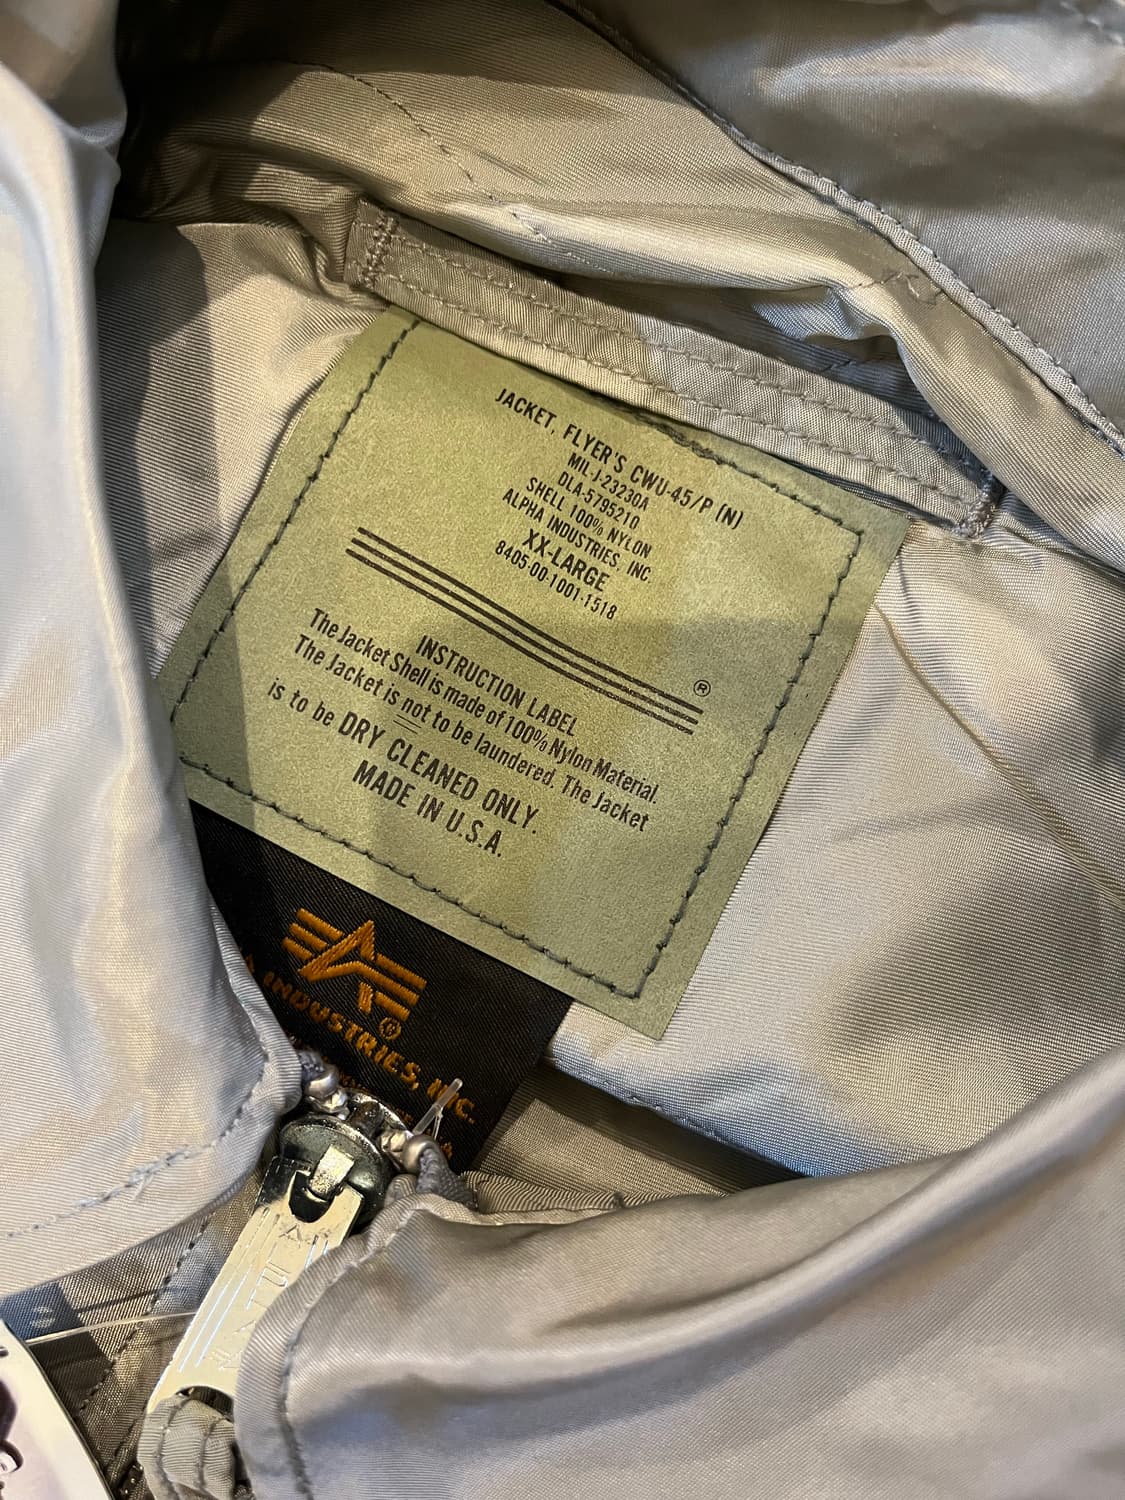 JACKET, FLYER'S CWU-45/P (N)
MIL-J-23230A
DLA-5795210
SHELL 100% NYLON
ALPHA INDUSTRIES, INC
XX-LARGE
8405-00-1001-1518
®
INSTRUCTION LABEL
The Jacket Shell is made of 100% Nylon Material.
The Jacket is not to be laundered. The Jacket
is to be DRY CLEANED ONLY.
MADE IN U.S.A.
®
INDUSTRIES, INC.